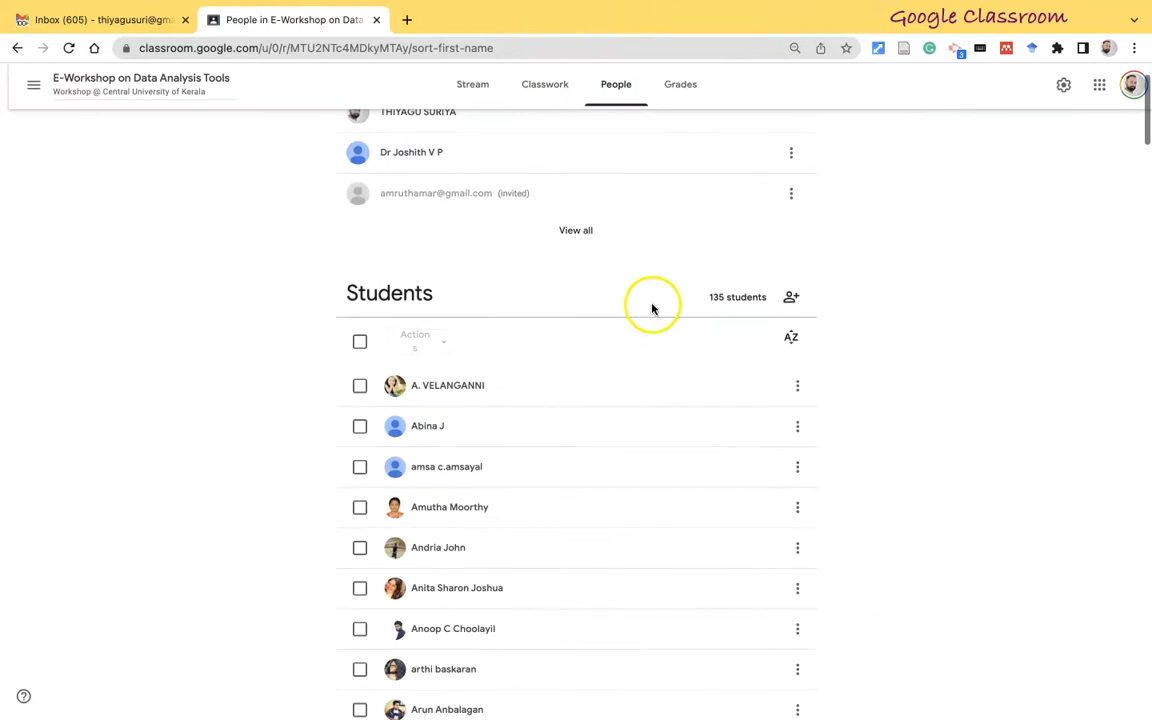 Inbox (605) - thiyagusuri@gm
People in E-Workshop on Data
Google Classroom
classroom.google.com/u/0/r/MTU2NTc4MDkyMTAy/sort-first-name
3
E-Workshop on Data Analysis Tools
Workshop @ Central University of Kerala
Stream
Classwork
People
Grades
THIYAGU SURIYA
Dr Joshith V P
amruthamar@gmail.com (invited)
View all
Students
135 students
Action
s
AZ
A. VELANGANNI
Abina J
amsa c.amsayal
Amutha Moorthy
Andria John
Anita Sharon Joshua
Anoop C Choolayil
arthi baskaran
Arun Anbalagan